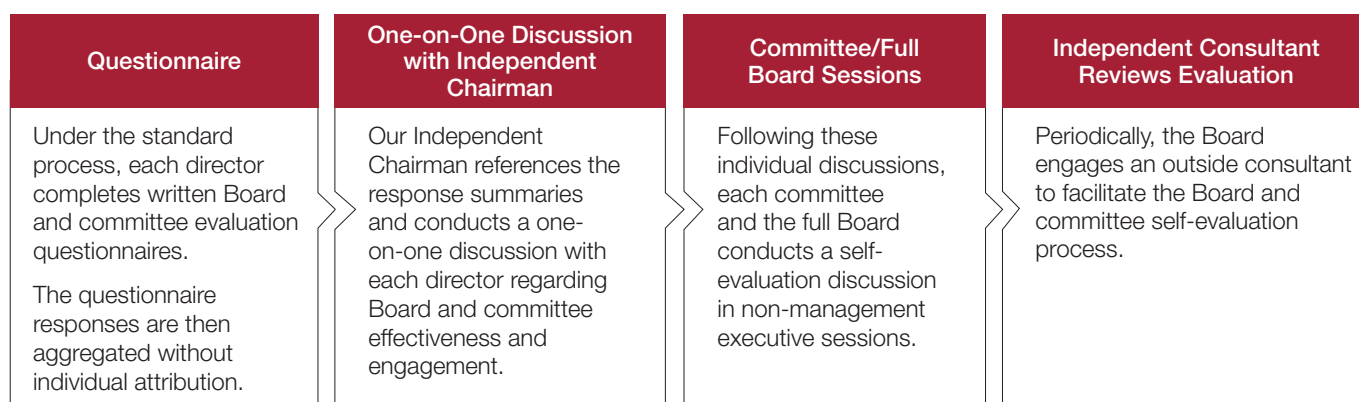 Questionnaire
Under the standard
process, each director
completes written Board
and committee evaluation
questionnaires.
The questionnaire
responses are then
aggregated without
individual attribution.
One-on-One Discussion
with Independent
Chairman
Our Independent
Chairman references the
response summaries
and conducts a one-
on-one discussion with
each director regarding
Board and committee
effectiveness and
engagement.
Committee/Full
Board Sessions
Following these
individual discussions,
each committee
and the full Board
conducts a self-
evaluation discussion
in non-management
executive sessions.
Independent Consultant
Reviews Evaluation
Periodically, the Board
engages an outside consultant
to facilitate the Board and
committee self-evaluation
process.